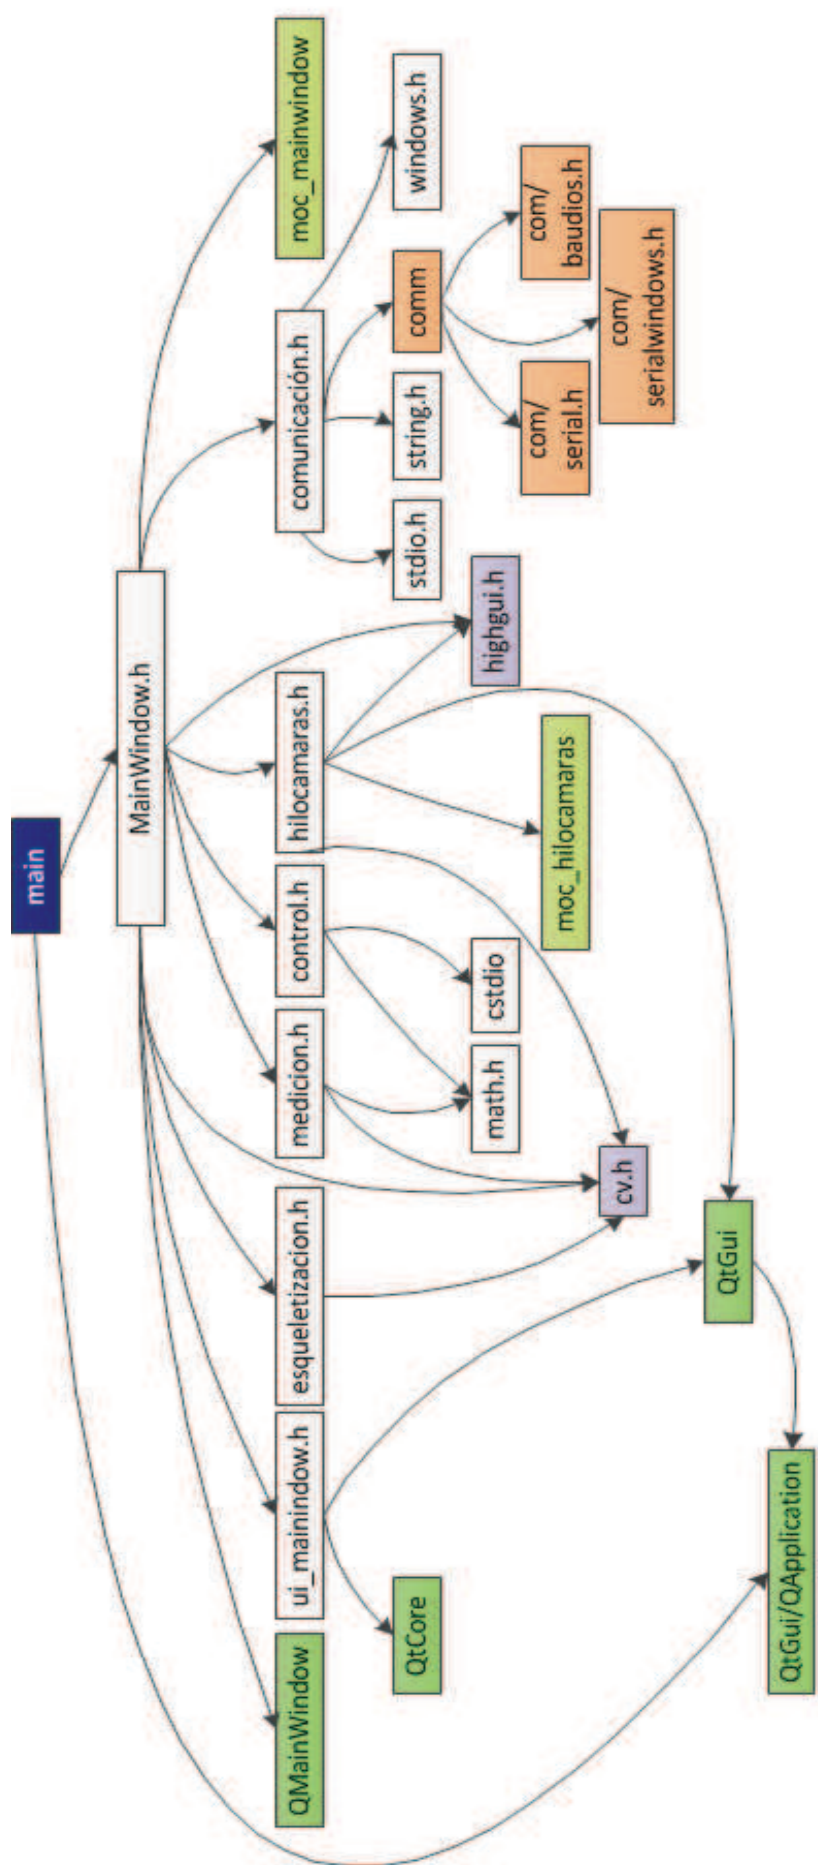 main
MainWindow.h
QMainWindow
ui_mainindow.h
esqueletizacion.h
medicion.h
control.h
hilocamaras.h
comunicación.h
moc_mainwindow
QtCore
stdio.h
string.h
comm
windows.h
math.h
cstdio
highgui.h
com/
serial.h
com/
baudios.h
moc_hilocamaras
cv.h
com/
serialwindows.h
QtGui
QtGui/QApplication